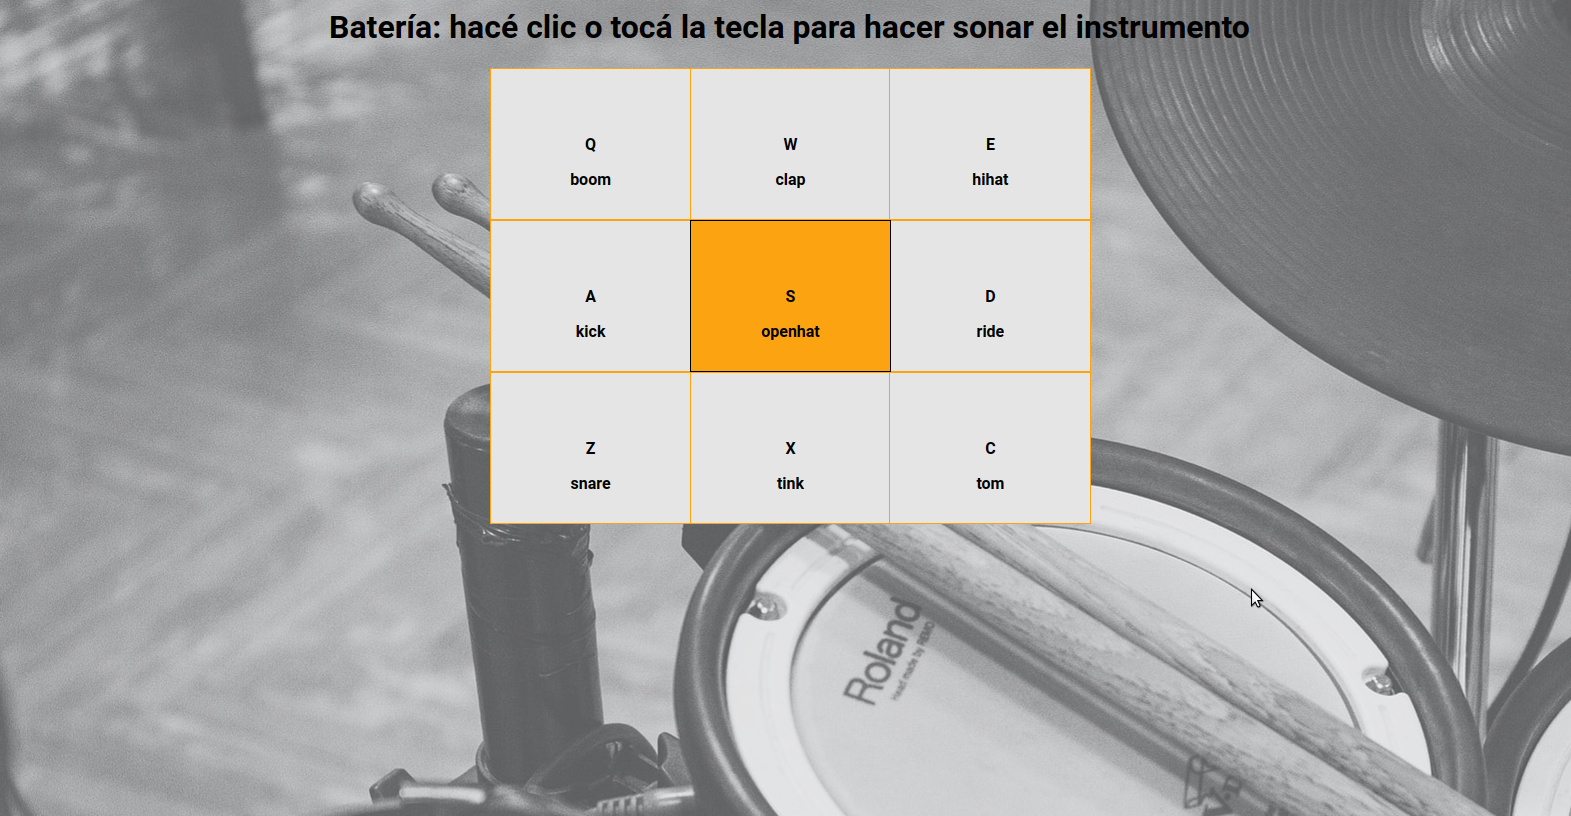 Batería: hacé clic o tocá la tecla para hacer sonar el instrumento
Q
boom
W
clap
E
hihat
A
kick
S
openhat
D
ride
Z
snare
X
tink
C
tom
Roland
Head made by REMO